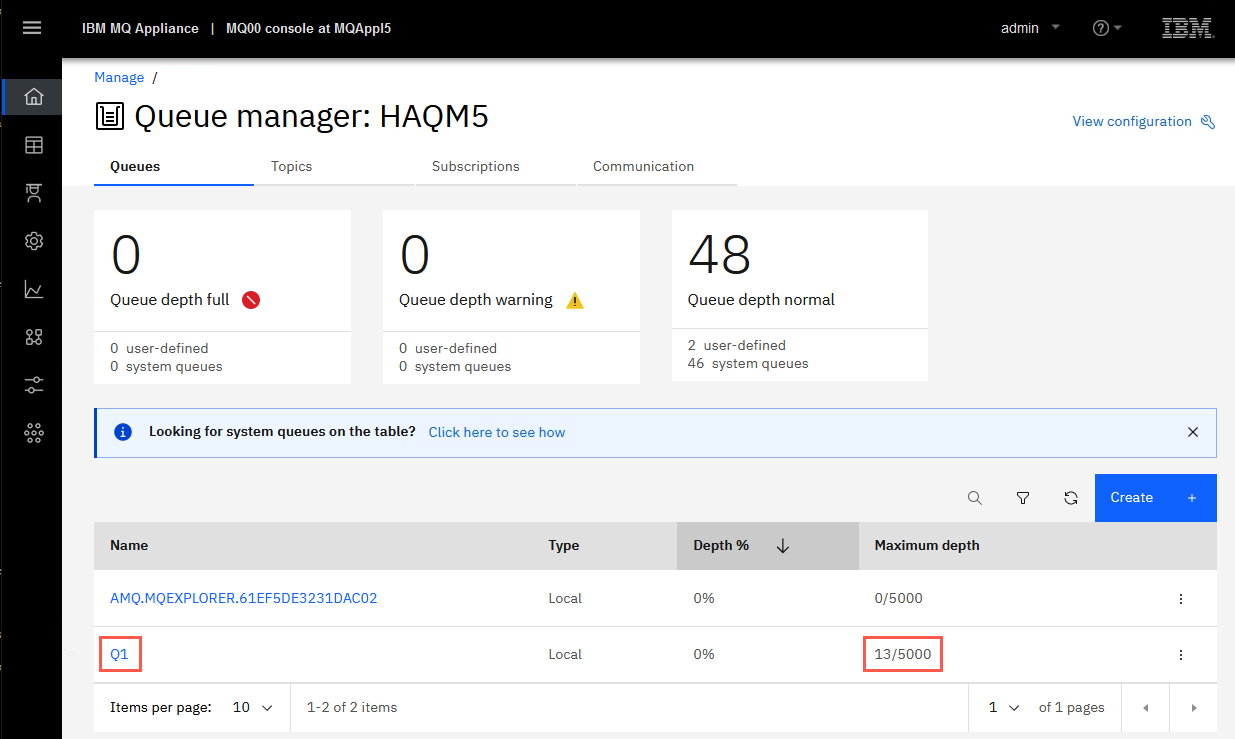 IBM MQ Appliance | MQ00 console at MQAppl5
admin
IBM
Manage /
Queue manager: HAQM5
View configuration
Queues Topics Subscriptions Communication
0
Queue depth full
0 user-defined
0 system queues
0
Queue depth warning
0 user-defined
0 system queues
48
Queue depth normal
2 user-defined
46 system queues
Looking for system queues on the table? Click here to see how
Create +
Name Type Depth % Maximum depth
AMQ.MQEXPLORER.61EF5DE3231DAC02 Local 0% 0/5000
Q1 Local 0% 13/5000
Items per page: 10 1-2 of 2 items 1 of 1 pages